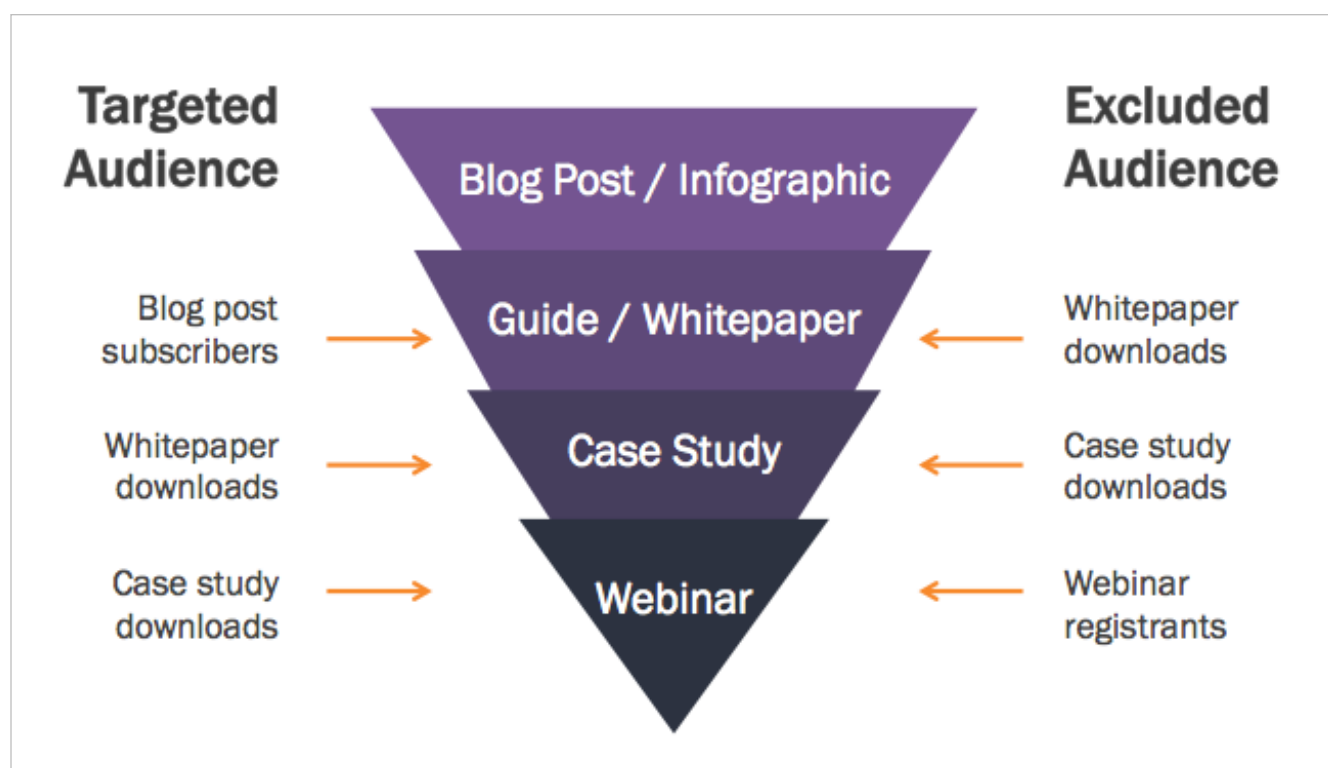 Targeted
Audience
Excluded
Audience
Blog Post / Infographic
Blog post
subscribers
Guide / Whitepaper
Whitepaper
downloads
Whitepaper
downloads
Case Study
Case study
downloads
Case study
downloads
Webinar
Webinar
registrants